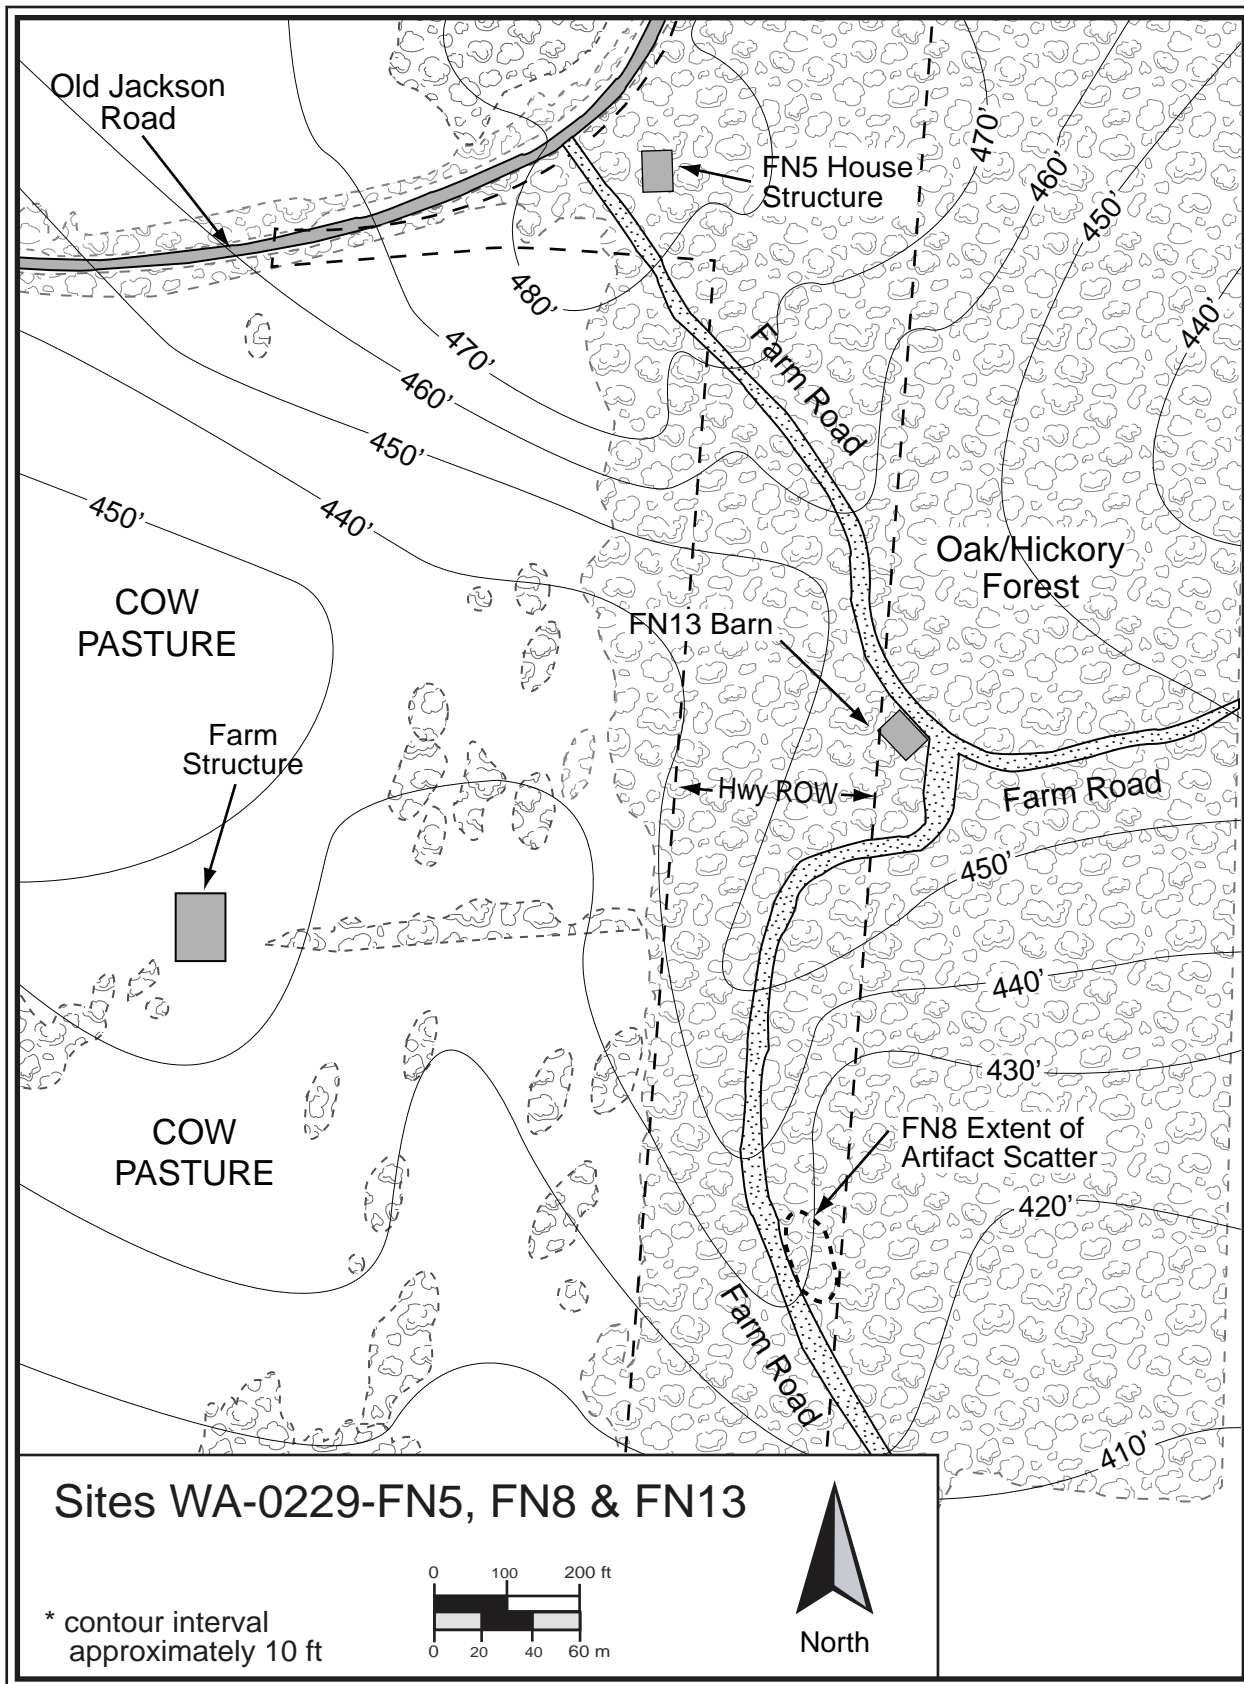 Old Jackson
Road
FN5 House
Structure
470’
460’
450’
440’
480’
470’
460’
450’
440’
450’
Farm Road
Oak/Hickory
Forest
COW
PASTURE
FN13 Barn
Farm
Structure
Hwy ROW
Farm Road
450’
440’
430’
FN8 Extent of
Artifact Scatter
COW
PASTURE
420’
Farm Road
410’
Sites WA-0229-FN5, FN8 & FN13
0 100 200 ft
0 20 40 60 m
* contour interval
approximately 10 ft
North